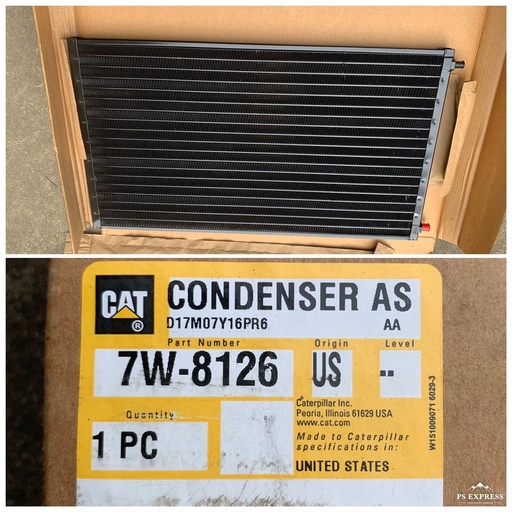 CAT
®
CONDENSER AS
D17M07Y16PR6 AA
Part Number Origin Level
7W-8126 US --
Quantity
1 PC
Caterpillar Inc.
Peoria, Illinois 61629 USA
www.cat.com
Made to Caterpillar
specifications in:
UNITED STATES
W151009071 6029-3
PS EXPRESS